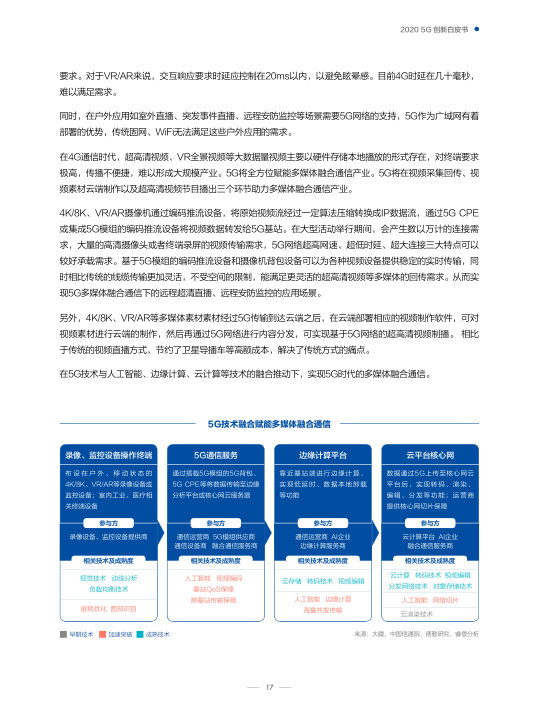 2020 5G 创新白皮书
要求。对于VR/AR来说，交互响应要求时延应控制在20ms以内，以避免眩晕感。目前4G时延在几十毫秒，
难以满足需求。
同时，在户外应用如室外直播、突发事件直播、远程安防监控等场景需要5G网络的支持，5G作为广域网有着
部署的优势，传统固网、WiFi无法满足这些户外应用的需求。
在4G通信时代，超高清视频、VR全景视频等大数据量视频主要以硬件存储本地播放的形式存在，对终端要求
极高，传播不便捷，难以形成大规模产业。5G将全方位赋能多媒体融合通信产业。5G将在视频采集回传、视
频素材云端制作以及超高清视频节目播出三个环节助力多媒体融合通信产业。
4K/8K、VR/AR摄像机通过编码推流设备，将原始视频流经过一定算法压缩转换成IP数据流，通过5G CPE
或集成5G模组的编码推流设备将视频数据转发给5G基站。在大型活动举行期间，会产生数以万计的连接需
求，大量的高清摄像头或者终端录屏的视频传输需求，5G网络超高网速、超低时延、超大连接三大特点可以
较好承载需求。基于5G模组的编码推流设备和摄像机背包设备可以为各种视频设备提供稳定的实时传输，同
时相比传统的线缆传输更加灵活，不受空间的限制，能满足更灵活的超高清视频等多媒体的回传需求。从而实
现5G多媒体融合通信下的远程超清直播、远程安防监控的应用场景。
另外，4K/8K、VR/AR等多媒体素材素材经过5G传输到达云端之后，在云端部署相应的视频制作软件，可对
视频素材进行云端的制作，然后再通过5G网络进行内容分发，可实现基于5G网络的超高清视频制播。 相比
于传统的视频直播方式，节约了卫星导播车等高额成本，解决了传统方式的痛点。
在5G技术与人工智能、边缘计算、云计算等技术的融合推动下，实现5G时代的多媒体融合通信。
5G技术融合赋能多媒体融合通信
录像、监控设备操作终端
布设在户外、移动状态的
4K/8K、VR/AR等录像设备或
监控设备；室内工业、医疗相
关终端设备
参与方
录像设备、监控设备提供商
相关技术及成熟度
视觉技术 动线分析
负载均衡技术
能耗优化 面部识别
5G通信服务
通过搭载5G模组的5G背包、
5G CPE等将数据传输至边缘
分析平台或核心网云服务器
参与方
通信运营商 5G模组供应商
通信设备商 融合通信服务商
相关技术及成熟度
人工智能 视频编码
基站QoS保障
跨基站传输保障
边缘计算平台
靠近基站端进行边缘计算，
实现低延时、数据本地卸载
等功能
参与方
通信运营商 AI企业
边缘计算服务商
相关技术及成熟度
云存储 转码技术 视频编辑
人工智能 边缘计算
海量并发传输
云平台核心网
数据通过5G上传至核心网云
平台后，实现转码、渲染、
编辑、分发等功能；运营商
提供核心网切片保障
参与方
云计算平台 AI企业
融合通信服务商
相关技术及成熟度
云计算 转码技术 视频编辑
分发网络技术 对象存储技术
人工智能 网络切片
云渲染技术
早期技术 加速突破 成熟技术
来源：大疆、中国信通院、德勤研究、睿商分析
17